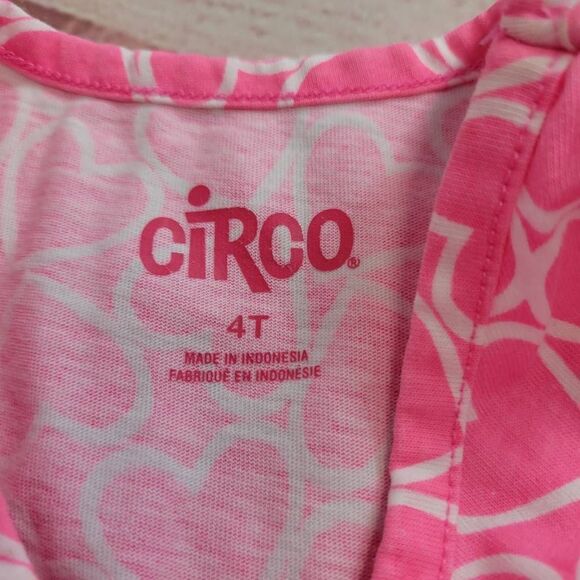 CiRCO®
4T
MADE IN INDONESIA
FABRIQUÉ EN INDONÉSIE